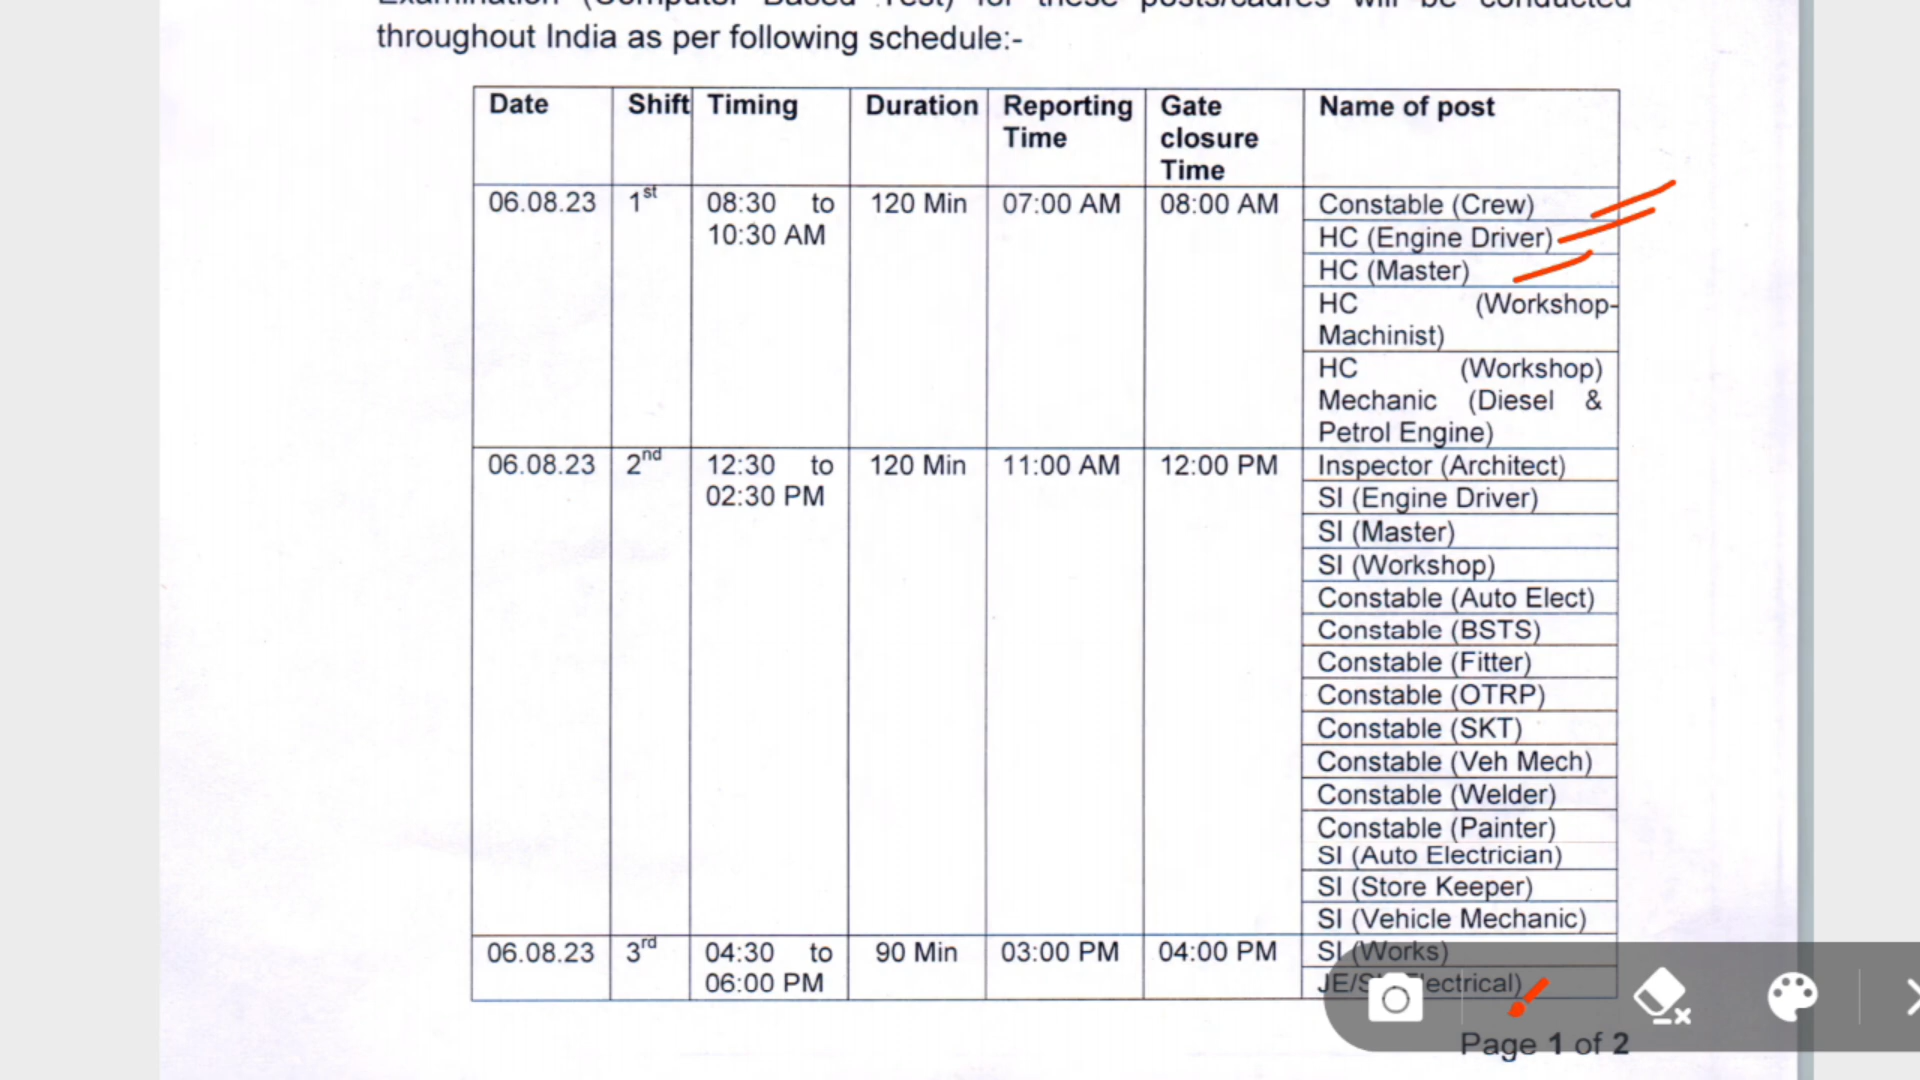 throughout India as per following schedule:-
Date Shift Timing Duration Reporting Time Gate closure Time Name of post
06.08.23 1st 08:30 to 10:30 AM 120 Min 07:00 AM 08:00 AM Constable (Crew)
HC (Engine Driver)
HC (Master)
HC (Workshop-
Machinist)
HC (Workshop)
Mechanic (Diesel &
Petrol Engine)
06.08.23 2nd 12:30 to 02:30 PM 120 Min 11:00 AM 12:00 PM Inspector (Architect)
SI (Engine Driver)
SI (Master)
SI (Workshop)
Constable (Auto Elect)
Constable (BSTS)
Constable (Fitter)
Constable (OTRP)
Constable (SKT)
Constable (Veh Mech)
Constable (Welder)
Constable (Painter)
SI (Auto Electrician)
SI (Store Keeper)
SI (Vehicle Mechanic)
06.08.23 3rd 04:30 to 06:00 PM 90 Min 03:00 PM 04:00 PM SI (Works)
Page 1 of 2